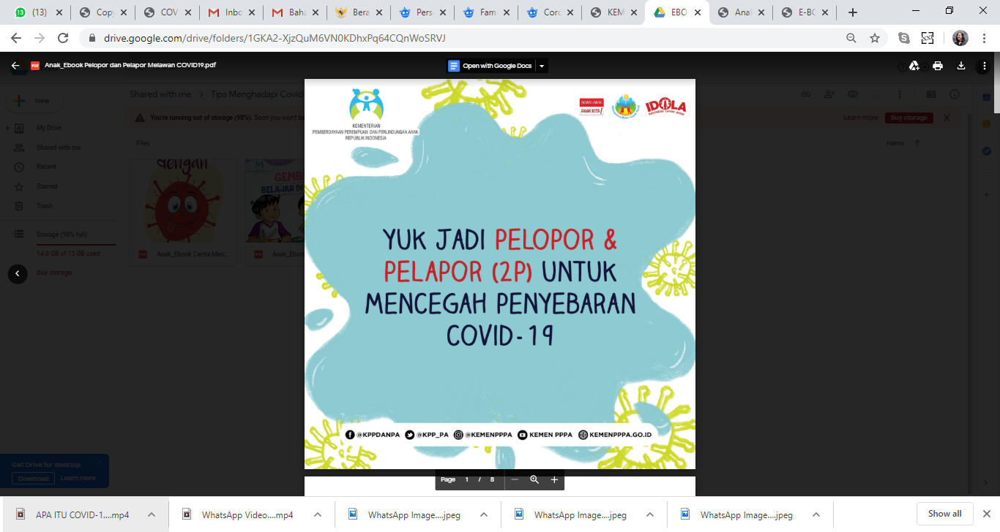 (13)
Copy
COV
Inbo
Baha
Bera
Pers
Fam
Coro
KEM
EBO
Anal
E-BC
drive.google.com/drive/folders/1GKA2-XjzQuM6VN0KDhxPq64CQnWoSRVJ
PDF Anak_Ebook Pelopor dan Pelapor Melawan COVID19.pdf
Open with Google Docs
New
Shared with me > Tips Menghadapi Covid-
You're running out of storage (98%). Soon you won't be
Learn more
Buy storage
My Drive
Shared with me
Recent
Starred
Trash
Storage (98% full)
14.8 GB of 15 GB used
Buy storage
Files
Name
dengan
GEMB
BELAJAR DI
Anak_Ebook Cerita Men...
Anak_Eboo
KEMENTERIAN
PEMBERDAYAAN PEREMPUAN DAN PERLINDUNGAN ANAK
REPUBLIK INDONESIA
ANAK KITA!
IDOLA
YUK JADI PELOPOR &
PELAPOR (2P) UNTUK
MENCEGAH PENYEBARAN
COVID-19
@KPPDANPA @KPP_PA @KEMENPPPA KEMEN PPPA KEMENPPPA.GO.ID
Get Drive for desktop
Download Learn more
Page 1 / 8
APA ITU COVID-1....mp4
WhatsApp Video....mp4
WhatsApp Image....jpeg
WhatsApp Image....jpeg
WhatsApp Image....jpeg
Show all